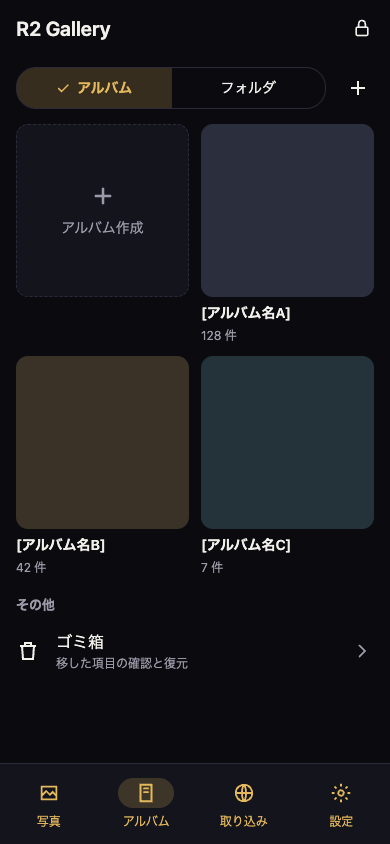 R2 Gallery
アルバム
フォルダ
アルバム作成
[アルバム名A]
128 件
[アルバム名B]
42 件
[アルバム名C]
7 件
その他
ゴミ箱
移した項目の確認と復元
写真
アルバム
取り込み
設定